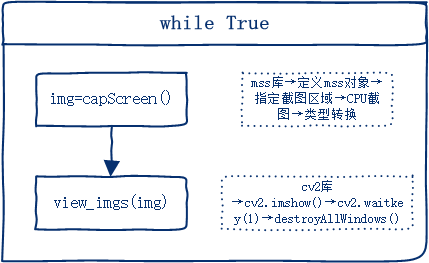 while True
img=capScreen()
mss库→定义mss对象→
指定截图区域→CPU截
图→类型转换
view_imgs(img)
cv2库
→cv2.imshow()→cv2.waitke
y(1)→destroyAllWindows()